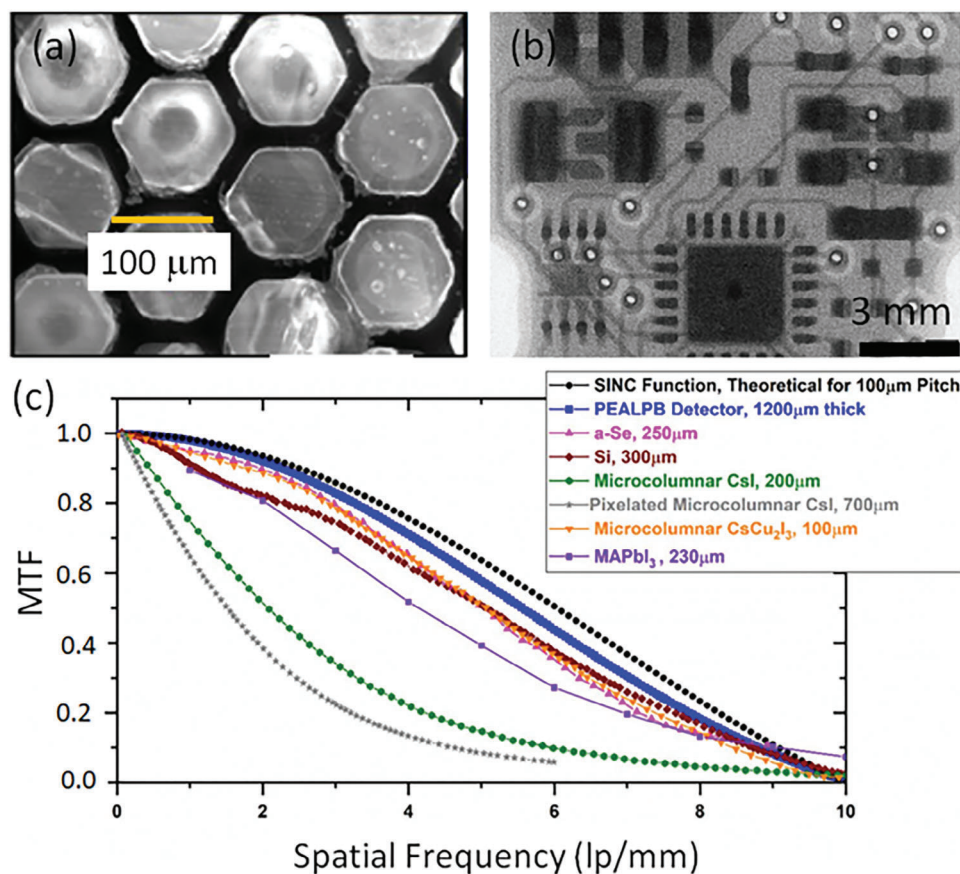 (a)
100 μm
(b)
3 mm
(c)
SINC Function, Theoretical for 100μm Pitch
PEALPB Detector, 1200μm thick
a-Se, 250μm
Si, 300μm
Microcolumnar CsI, 200μm
Pixelated Microcolumnar CsI, 700μm
Microcolumnar CsCu₂I₃, 100μm
MAPbI₃ , 230μm
MTF
1.0
0.8
0.6
0.4
0.2
0.0
0
2
4
6
8
10
Spatial Frequency (lp/mm)